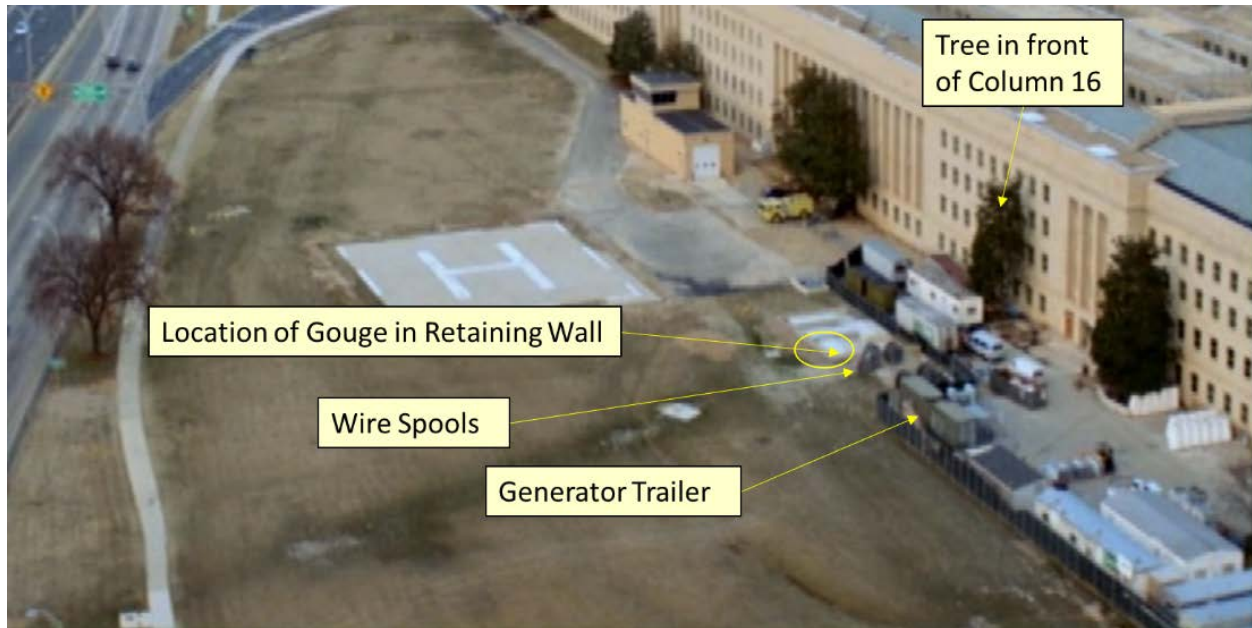 Tree in front
of Column 16
H
Location of Gouge in Retaining Wall
Wire Spools
Generator Trailer